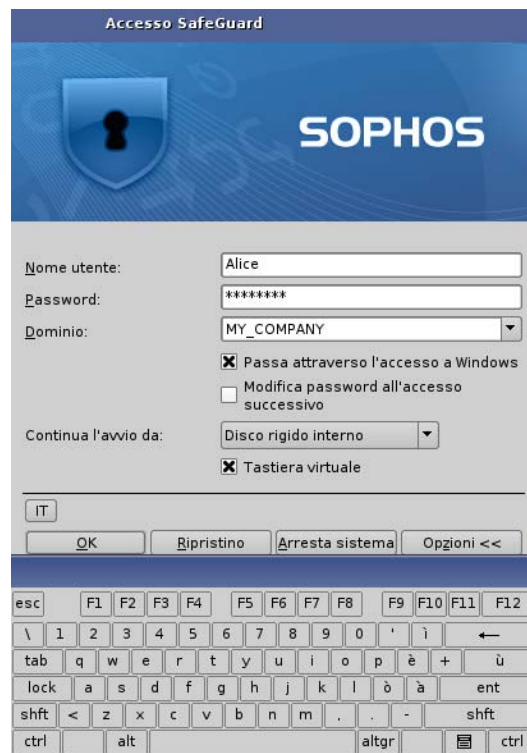 Accesso SafeGuard
SOPHOS
Nome utente:
Alice
Password:
********
Dominio:
MY_COMPANY
Passa attraverso l'accesso a Windows
Modifica password all'accesso
successivo
Continua l'avvio da:
Disco rigido interno
Tastiera virtuale
IT
OK Ripristino Arresta sistema Opzioni <<
esc F1 F2 F3 F4 F5 F6 F7 F8 F9 F10 F11 F12
\ 1 2 3 4 5 6 7 8 9 0 ' ì ←
tab q w e r t y u i o p è + ù
lock a s d f g h j k l ò à ent
shft < z x c v b n m , . - shft
ctrl alt altgr ctrl